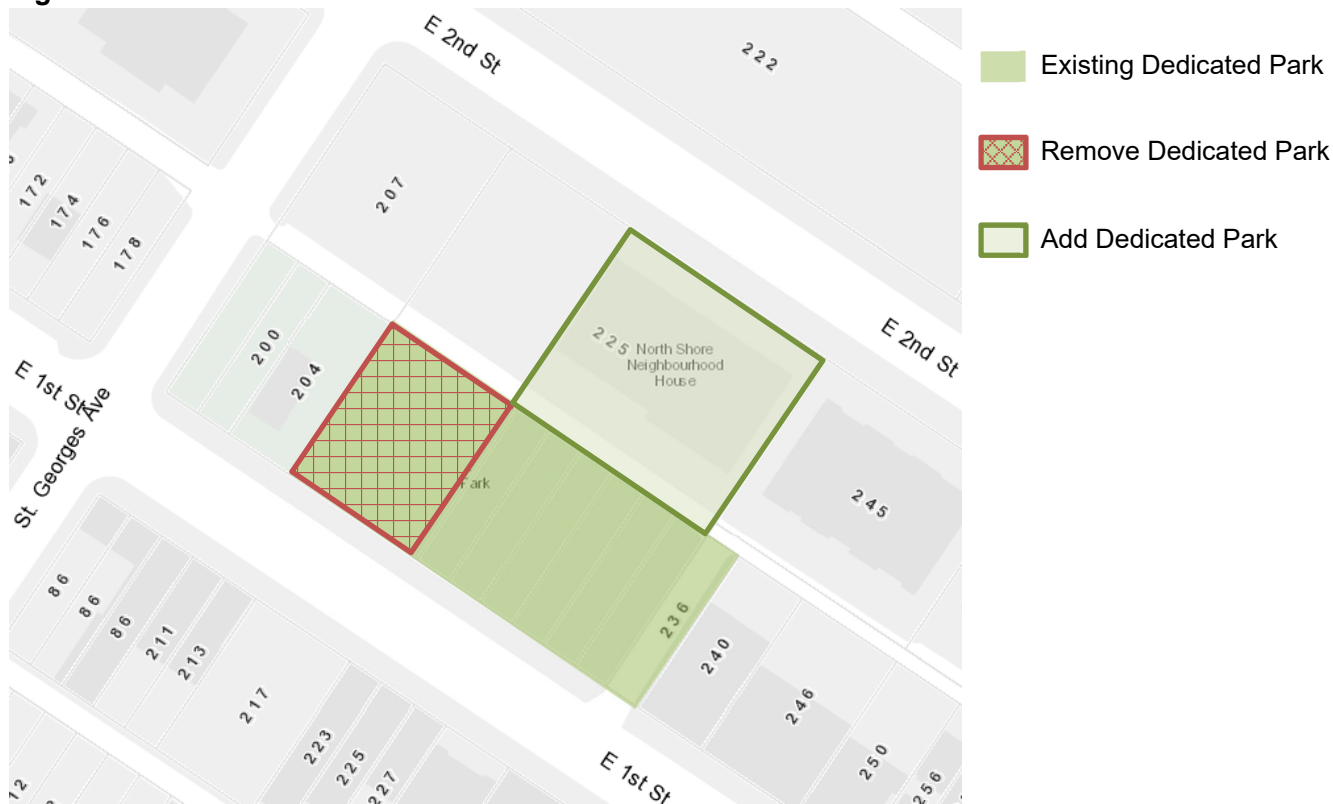 E 2nd St
222
Existing Dedicated Park
Remove Dedicated Park
Add Dedicated Park
172
174
176
178
207
200
204
225
North Shore
Neighbourhood
House
E 2nd St
E 1st St
St. Georges Ave
Park
245
236
240
246
250
256
86
86
86
211
213
217
223
225
227
E 1st St
12